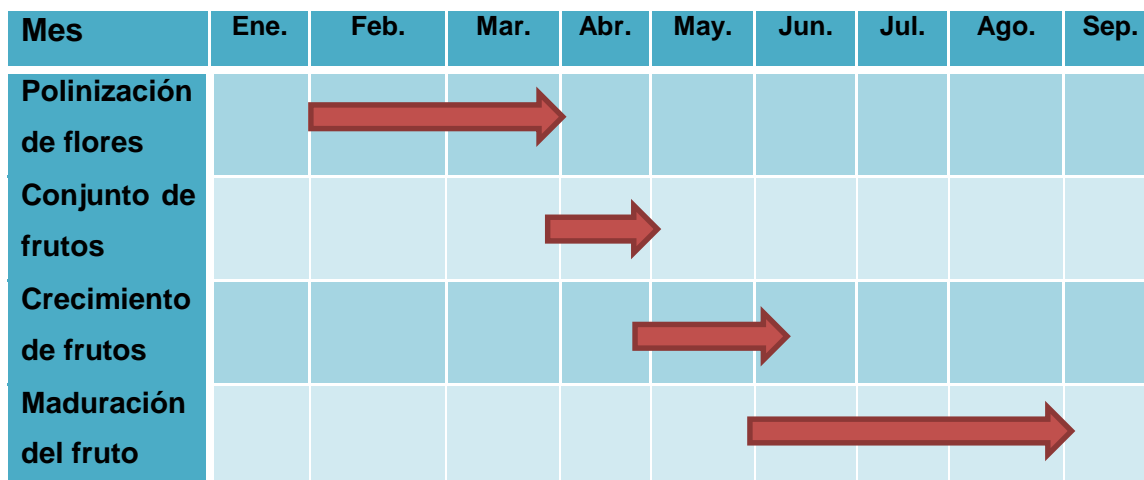 Mes Ene. Feb. Mar. Abr. May. Jun. Jul. Ago. Sep.
Polinización
de flores
Conjunto de
frutos
Crecimiento
de frutos
Maduración
del fruto